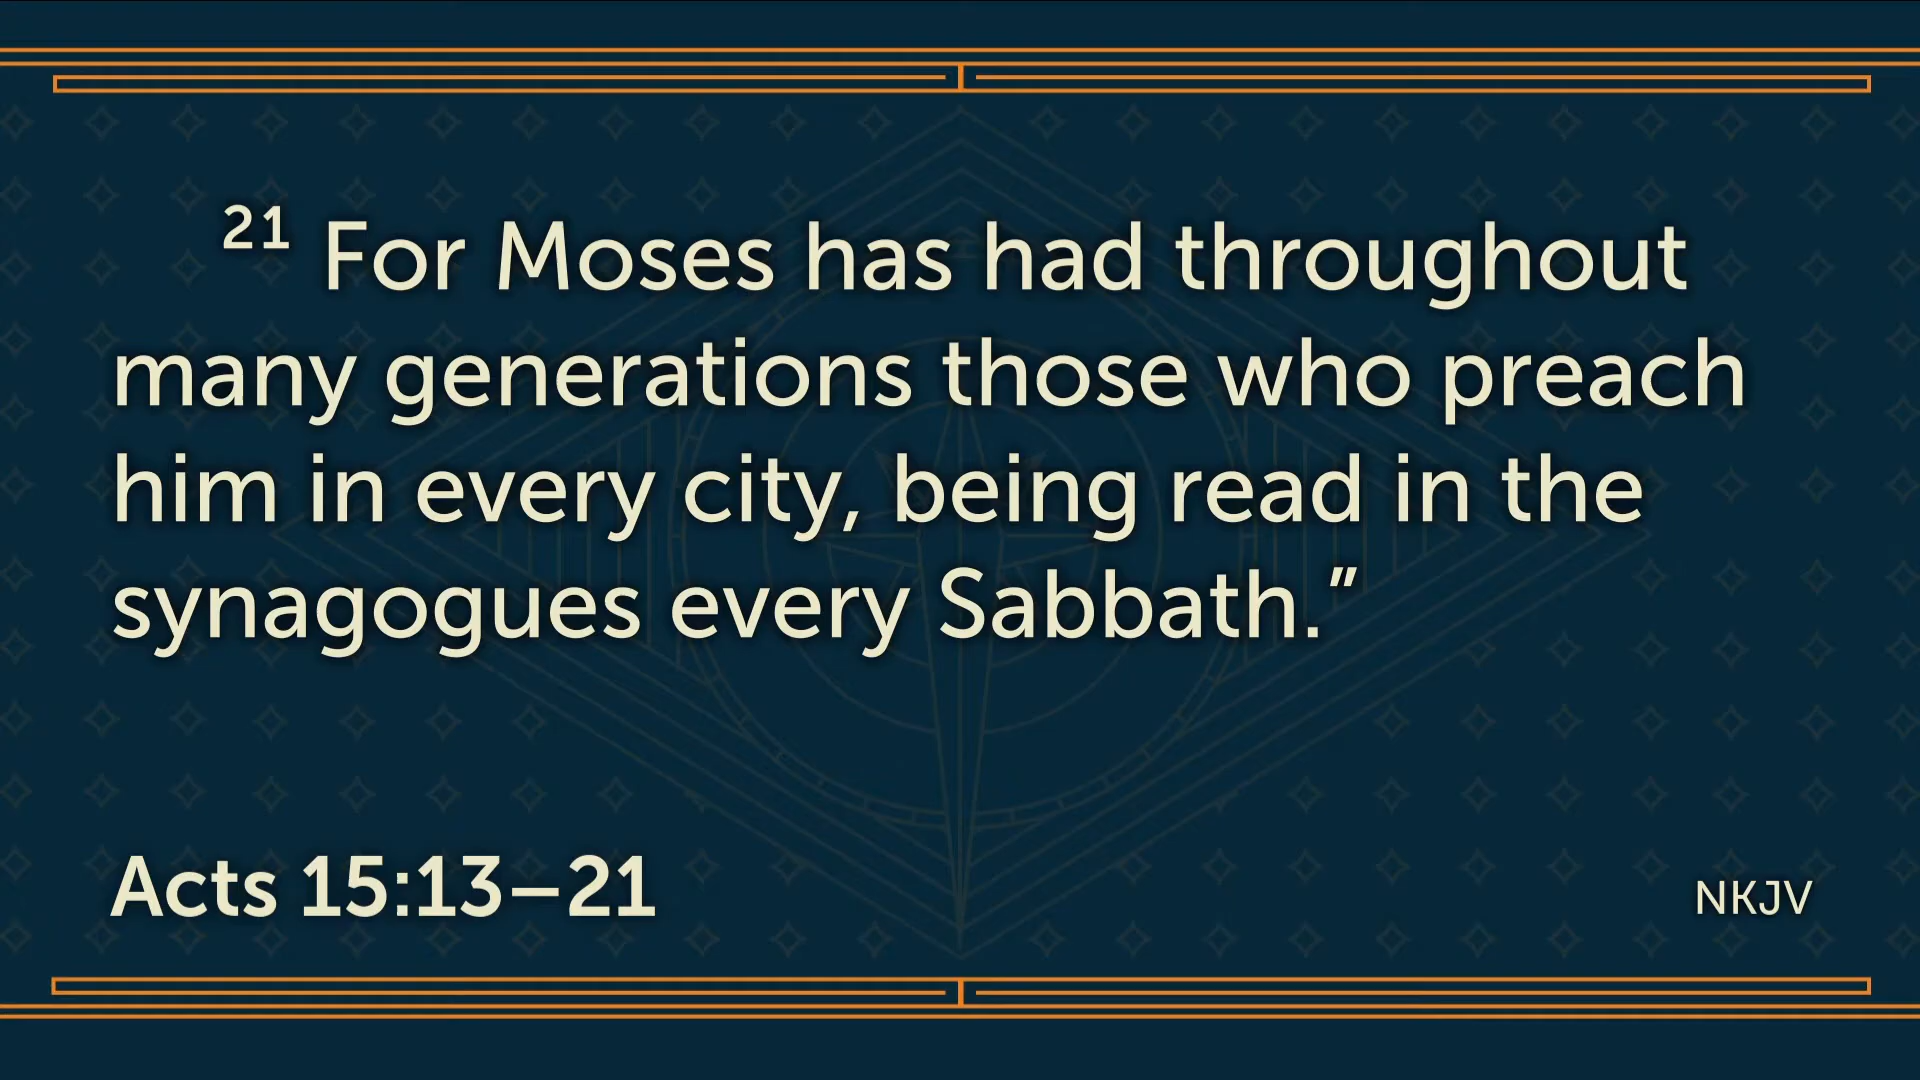 21 For Moses has had throughout
many generations those who preach
him in every city, being read in the
synagogues every Sabbath.”
Acts 15:13–21
NKJV